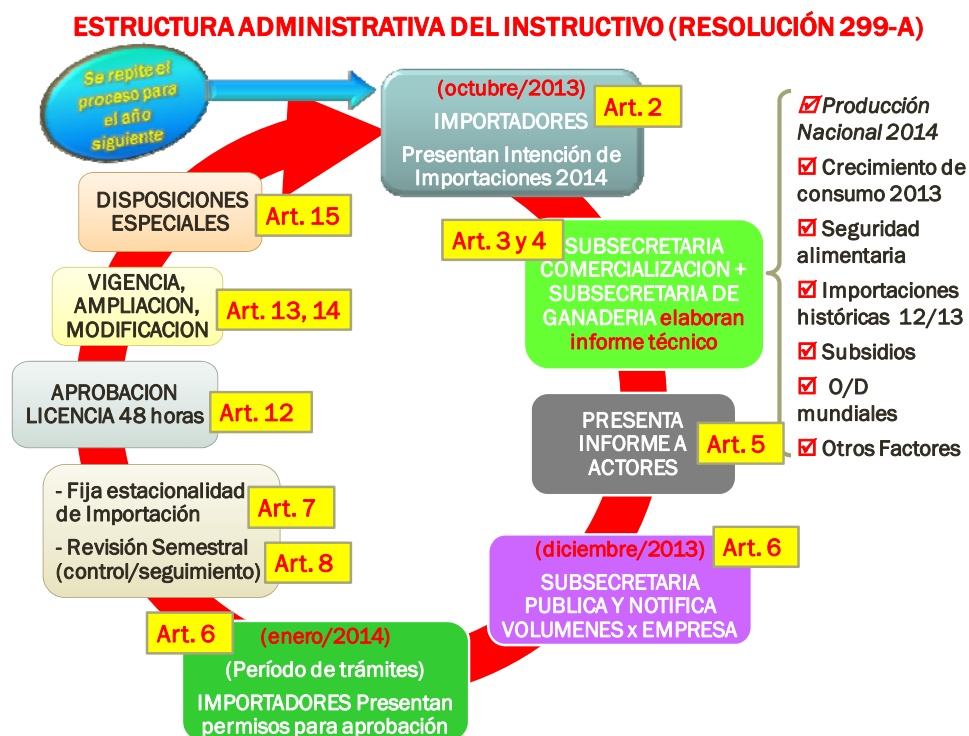 ESTRUCTURA ADMINISTRATIVA DEL INSTRUCTIVO (RESOLUCIÓN 299-A)
Se repite el
proceso para
el año
siguiente
(octubre/2013)
Art. 2
IMPORTADORES
Presentan Intención de
Importaciones 2014
Art. 3 y 4
SUBSECRETARIA
COMERCIALIZACION +
SUBSECRETARIA DE
GANADERIA elaboran
informe técnico
Producción
Nacional 2014
Crecimiento de
consumo 2013
Seguridad
alimentaria
Importaciones
históricas 12/13
Subsidios
O/D
mundiales
Otros Factores
PRESENTA
INFORME A
ACTORES
Art. 5
(diciembre/2013)
Art. 6
SUBSECRETARIA
PUBLICA Y NOTIFICA
VOLUMENES x EMPRESA
Art. 6
(enero/2014)
(Período de trámites)
IMPORTADORES Presentan
permisos para aprobación
- Fija estacionalidad
de Importación
Art. 7
- Revisión Semestral
(control/seguimiento)
Art. 8
APROBACION
LICENCIA 48 horas
Art. 12
VIGENCIA,
AMPLIACION,
MODIFICACION
Art. 13, 14
DISPOSICIONES
ESPECIALES
Art. 15